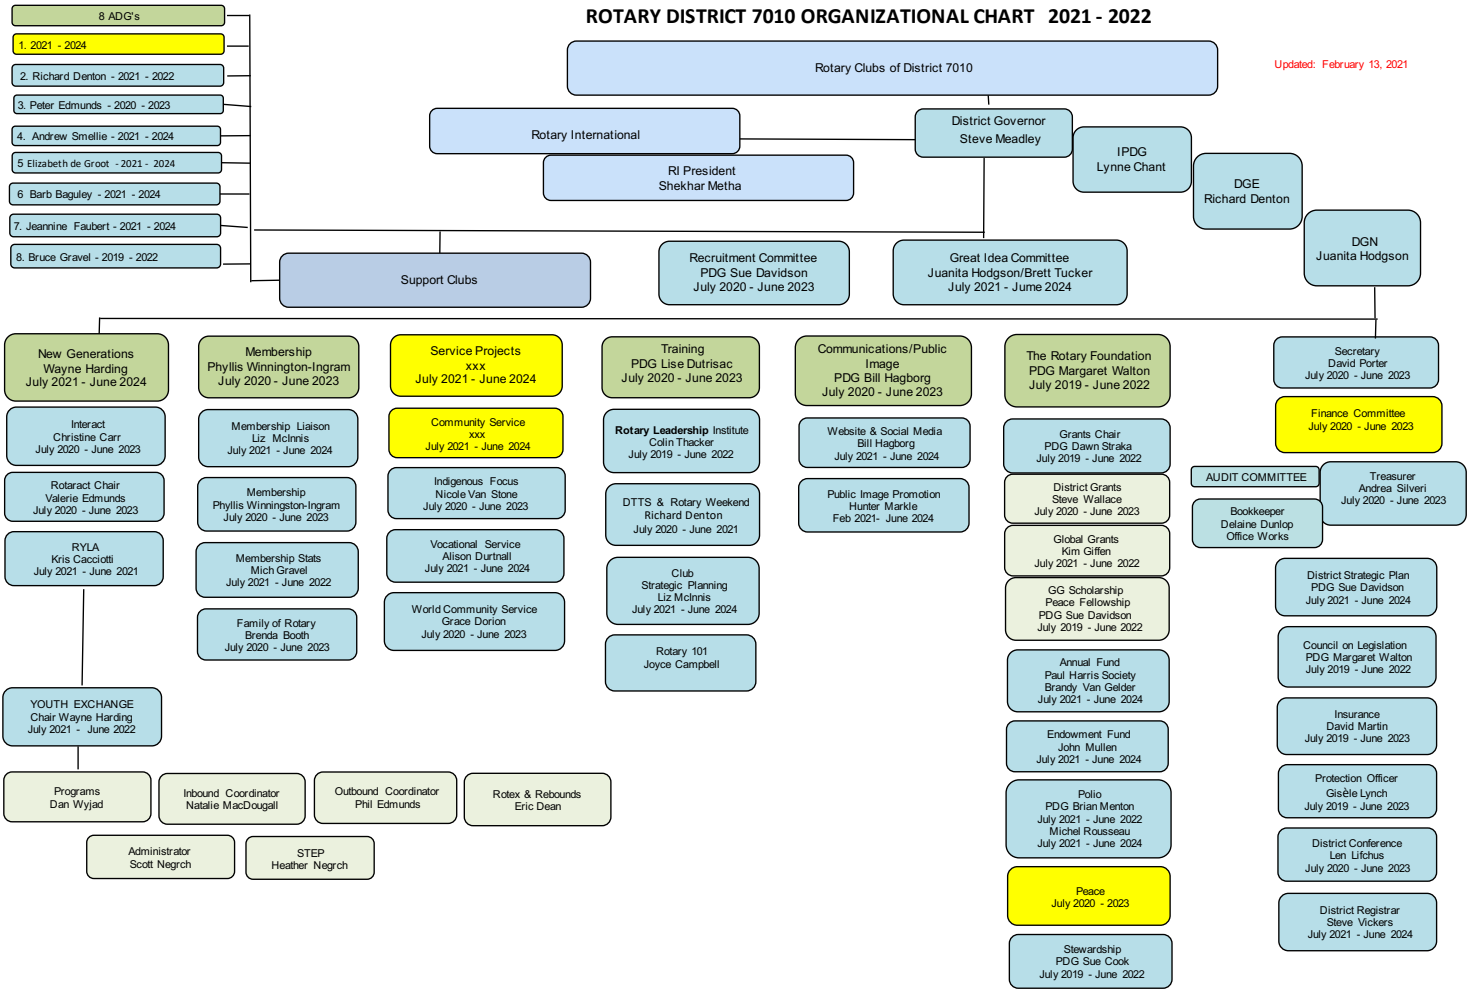 ROTARY DISTRICT 7010 ORGANIZATIONAL CHART 2021 - 2022
Updated: February 13, 2021
8 ADG's
1. 2021 - 2024
2. Richard Denton - 2021 - 2022
3. Peter Edmunds - 2020 - 2023
4. Andrew Smellie - 2021 - 2024
5 Elizabeth de Groot - 2021 - 2024
6 Barb Baguley - 2021 - 2024
7. Jeannine Faubert - 2021 - 2024
8. Bruce Gravel - 2019 - 2022
Rotary Clubs of District 7010
Rotary International
RI President
Shekhar Metha
District Governor
Steve Meadley
IPDG
Lynne Chant
DGE
Richard Denton
DGN
Juanita Hodgson
Support Clubs
Recruitment Committee
PDG Sue Davidson
July 2020 - June 2023
Great Idea Committee
Juanita Hodgson/Brett Tucker
July 2021 - Jume 2024
New Generations
Wayne Harding
July 2021 - June 2024
Interact
Christine Carr
July 2020 - June 2023
Rotaract Chair
Valerie Edmunds
July 2020 - June 2023
RYLA
Kris Cacciotti
July 2021 - June 2021
YOUTH EXCHANGE
Chair Wayne Harding
July 2021 - June 2022
Programs
Dan Wyjad
Inbound Coordinator
Natalie MacDougall
Outbound Coordinator
Phil Edmunds
Rotex & Rebounds
Eric Dean
Administrator
Scott Negrch
STEP
Heather Negrch
Membership
Phyllis Winnington-Ingram
July 2020 - June 2023
Membership Liaison
Liz McInnis
July 2021 - June 2024
Membership
Phyllis Winnington-Ingram
July 2020 - June 2023
Membership Stats
Mich Gravel
July 2021 - June 2022
Family of Rotary
Brenda Booth
July 2020 - June 2023
Service Projects
xxx
July 2021 - June 2024
Community Service
xxx
July 2021 - June 2024
Indigenous Focus
Nicole Van Stone
July 2020 - June 2023
Vocational Service
Alison Durtnall
July 2021 - June 2024
World Community Service
Grace Dorion
July 2020 - June 2023
Training
PDG Lise Dutrisac
July 2020 - June 2023
Rotary Leadership Institute
Colin Thacker
July 2019 - June 2022
DTTS & Rotary Weekend
Richard Denton
July 2020 - June 2021
Club
Strategic Planning
Liz McInnis
July 2021 - June 2024
Rotary 101
Joyce Campbell
Communications/Public
Image
PDG Bill Hagborg
July 2020 - June 2023
Website & Social Media
Bill Hagborg
July 2021 - June 2024
Public Image Promotion
Hunter Markle
Feb 2021- June 2024
The Rotary Foundation
PDG Margaret Walton
July 2019 - June 2022
Grants Chair
PDG Dawn Straka
July 2019 - June 2022
District Grants
Steve Wallace
July 2020 - June 2023
Global Grants
Kim Giffen
July 2021 - June 2022
GG Scholarship
Peace Fellowship
PDG Sue Davidson
July 2019 - June 2022
Annual Fund
Paul Harris Society
Brandy Van Gelder
July 2021 - June 2024
Endowment Fund
John Mullen
July 2021 - June 2024
Polio
PDG Brian Menton
July 2021 - June 2022
Michel Rousseau
July 2021 - June 2024
Peace
July 2020 - 2023
Stewardship
PDG Sue Cook
July 2019 - June 2022
Secretary
David Porter
July 2020 - June 2023
Finance Committee
July 2020 - June 2023
AUDIT COMMITTEE
Treasurer
Andrea Silveri
July 2020 - June 2023
Bookkeeper
Delaine Dunlop
Office Works
District Strategic Plan
PDG Sue Davidson
July 2021 - June 2024
Council on Legislation
PDG Margaret Walton
July 2019 - June 2022
Insurance
David Martin
July 2019 - June 2023
Protection Officer
Gisèle Lynch
July 2019 - June 2023
District Conference
Len Lifchus
July 2020 - June 2023
District Registrar
Steve Vickers
July 2021 - June 2024